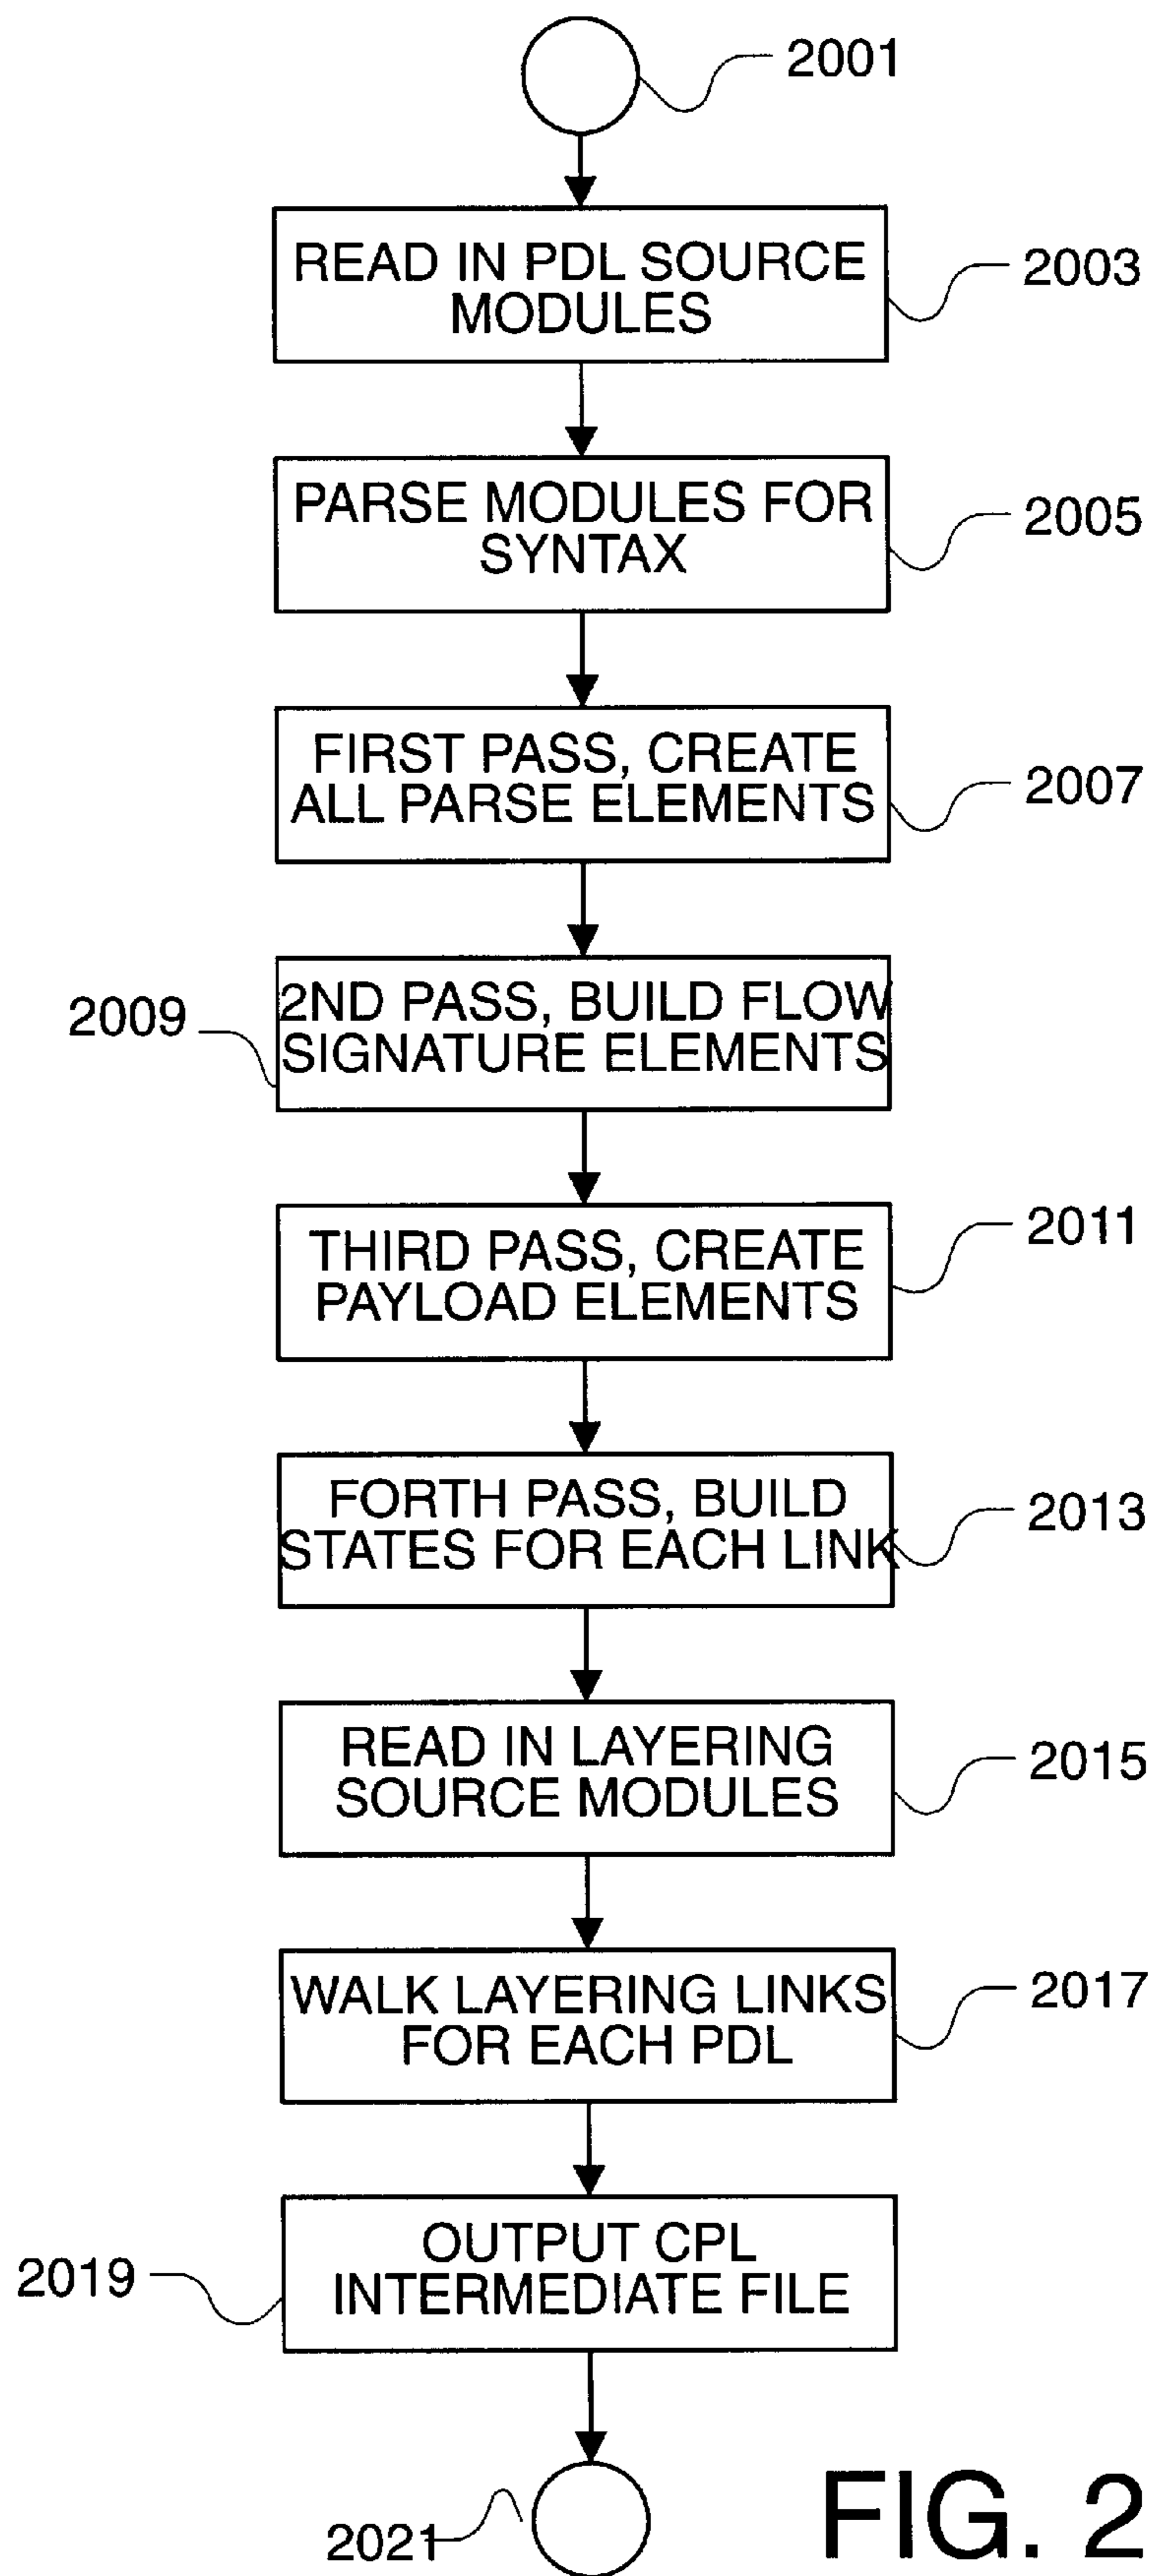 2001
READ IN PDL SOURCE
MODULES
2003
PARSE MODULES FOR
SYNTAX
2005
FIRST PASS, CREATE
ALL PARSE ELEMENTS
2007
2ND PASS, BUILD FLOW
SIGNATURE ELEMENTS
2009
THIRD PASS, CREATE
PAYLOAD ELEMENTS
2011
FORTH PASS, BUILD
STATES FOR EACH LINK
2013
READ IN LAYERING
SOURCE MODULES
2015
WALK LAYERING LINKS
FOR EACH PDL
2017
OUTPUT CPL
INTERMEDIATE FILE
2019
2021
FIG. 2